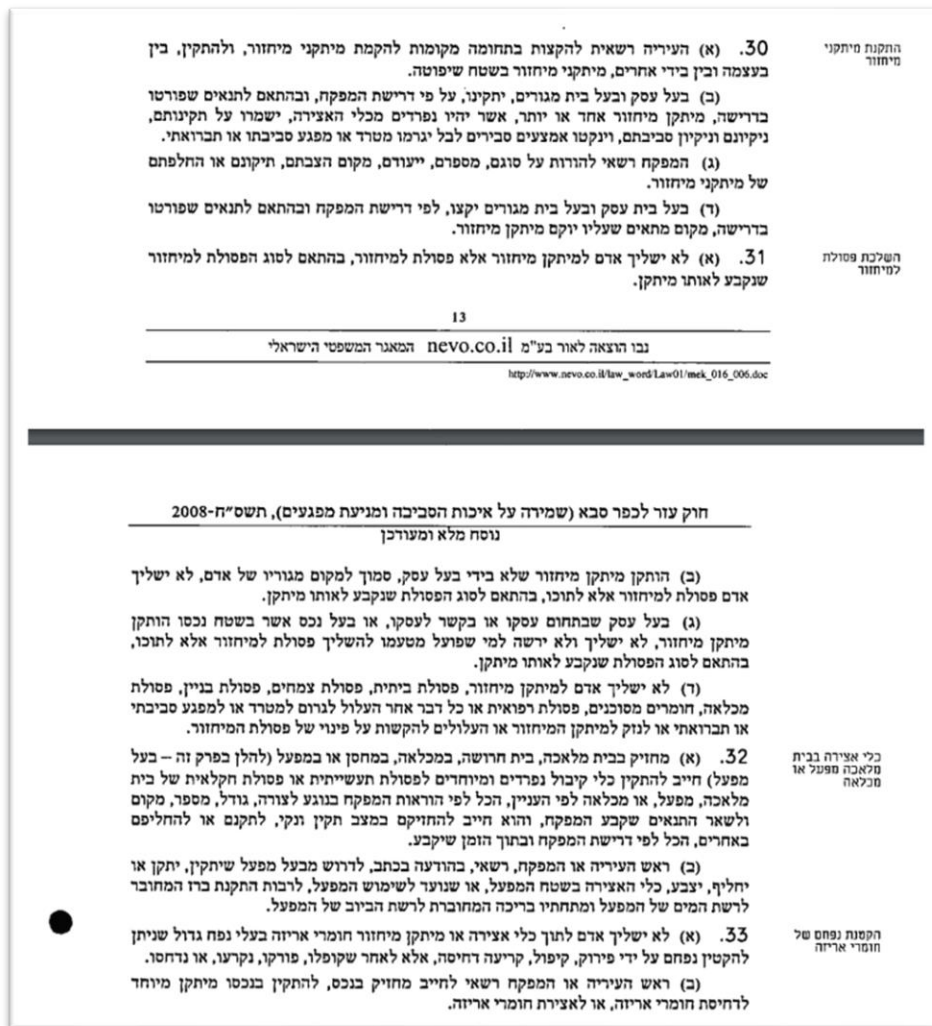 התקנת מיתקני
מיחזור
30. (א) העיריה רשאית להקצות בתחומה מקומות להקמת מיתקני מיחזור, ולהתקין, בין
בעצמה ובין בידי אחרים, מיתקני מיחזור בשטח שיפוטה.
(ב) בעל עסק ובעל בית מגורים, יתקינו, על פי דרישת המפקח, ובהתאם לתנאים שפורטו
בדרישה, מיתקן מיחזור אחד או יותר, אשר יהיו נפרדים מכלי האצירה, ישמרו על תקינותם,
ניקיונם וניקיון סביבתם, וינקטו אמצעים סבירים לבל יגרמו מטרד או מפגע סביבתי או תברואתי.
(ג) המפקח רשאי להורות על סוגם, מספרם, ייעודם, מקום הצבתם, תיקונם או החלפתם
של מיתקני מיחזור.
(ד) בעל בית עסק ובעל בית מגורים יקצו, לפי דרישת המפקח ובהתאם לתנאים שפורטו
בדרישה, מקום מתאים שעליו יוקם מיתקן מיחזור.
השלכת פסולת
למיחזור
31. (א) לא ישליך אדם למיתקן מיחזור אלא פסולת למיחזור, בהתאם לסוג הפסולת למיחזור
שנקבע לאותו מיתקן.
13
נבו הוצאה לאור בע"מ nevo.co.il המאגר המשפטי הישראלי
http://www.nevo.co.il/law_word/Law01/mek_016_006.doc
חוק עזר לכפר סבא (שמירה על איכות הסביבה ומניעת מפגעים), תשס"ח-2008
נוסח מלא ומעודכן
(ב) הותקן מיתקן מיחזור שלא בידי בעל עסק, סמוך למקום מגוריו של אדם, לא ישליך
אדם פסולת למיחזור אלא לתוכו, בהתאם לסוג הפסולת שנקבע לאותו מיתקן.
(ג) בעל עסק שבתחום עסקו או בקשר לעסקו, או בעל נכס אשר בשטח נכסו הותקן
מיתקן מיחזור, לא ישליך ולא ירשה למי שפועל מטעמו להשליך פסולת למיחזור אלא לתוכו,
בהתאם לסוג הפסולת שנקבע לאותו מיתקן.
(ד) לא ישליך אדם למיתקן מיחזור, פסולת ביתית, פסולת צמחים, פסולת בניין, פסולת
מכלאה, חומרים מסוכנים, פסולת רפואית או כל דבר אחר העלול לגרום למטרד או למפגע סביבתי
או תברואתי או לנזק למיתקן המיחזור או העלולים להקשות על פינוי של פסולת המיחזור.
כלי אצירה בבית
מלאכה מפעל או
מכלאה
32. (א) מחזיק בבית מלאכה, בית חרושה, במכלאה, במחסן או במפעל (להלן בפרק זה – בעל
מפעל) חייב להתקין כלי קיבול נפרדים ומיוחדים לפסולת תעשייתית או פסולת חקלאית של בית
מלאכה, מפעל, או מכלאה לפי העניין, הכל לפי הוראות המפקח בנוגע לצורה, גודל, מספר, מקום
ולשאר התנאים שקבע המפקח, והוא חייב להחזיקם במצב תקין ונקי, לתקנם או להחליפם
באחרים, הכל לפי דרישת המפקח ובתוך הזמן שיקבע.
(ב) ראש העיריה או המפקח, רשאי, בהודעה בכתב, לדרוש מבעל מפעל שיתקין, יתקן או
יחליף, יצבע, כלי האצירה בשטח המפעל, או שנועד לשימוש המפעל, לרבות התקנת ברז המחובר
לרשת המים של המפעל ומתחתיו בריכה המחוברת לרשת הביוב של המפעל.
הקטנת נפחם של
חומרי אריזה
33. (א) לא ישליך אדם לתוך כלי אצירה או מיתקן מיחזור חומרי אריזה בעלי נפח גדול שניתן
להקטין נפחם על ידי פירוק, קיפול, קריעה דחיסה, אלא לאחר שקופלו, פורקו, נקרעו, או נדחסו.
(ב) ראש העיריה או המפקח רשאי לחייב מחזיק בנכס, להתקין בנכסו מיתקן מיוחד
לדחיסת חומרי אריזה, או לאצירת חומרי אריזה.